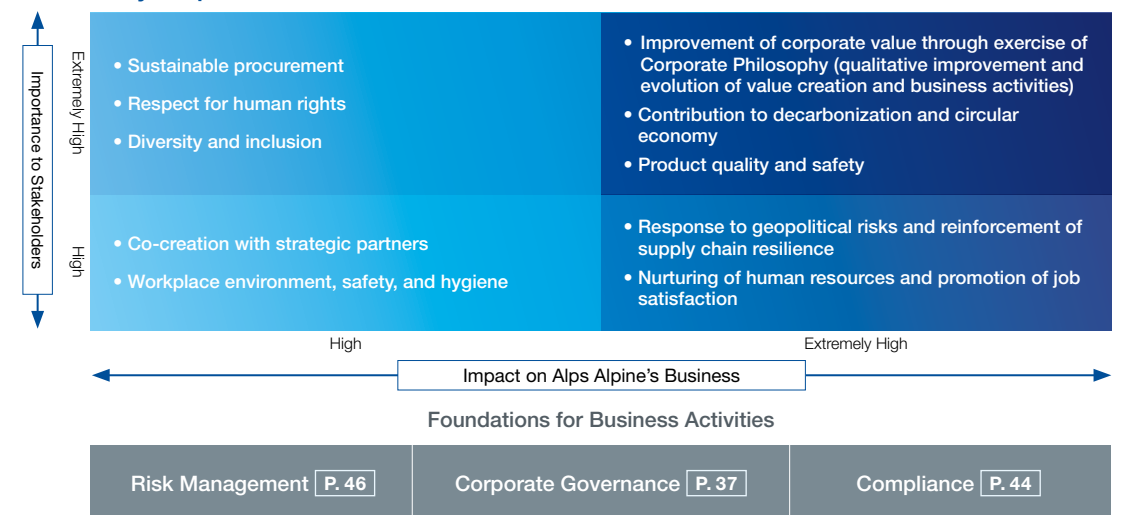 Importance to Stakeholders
Extremely High
High
• Sustainable procurement
• Respect for human rights
• Diversity and inclusion
• Improvement of corporate value through exercise of
Corporate Philosophy (qualitative improvement and
evolution of value creation and business activities)
• Contribution to decarbonization and circular
economy
• Product quality and safety
• Co-creation with strategic partners
• Workplace environment, safety, and hygiene
• Response to geopolitical risks and reinforcement of
supply chain resilience
• Nurturing of human resources and promotion of job
satisfaction
High
Extremely High
Impact on Alps Alpine's Business
Foundations for Business Activities
Risk Management P. 46
Corporate Governance P. 37
Compliance P. 44